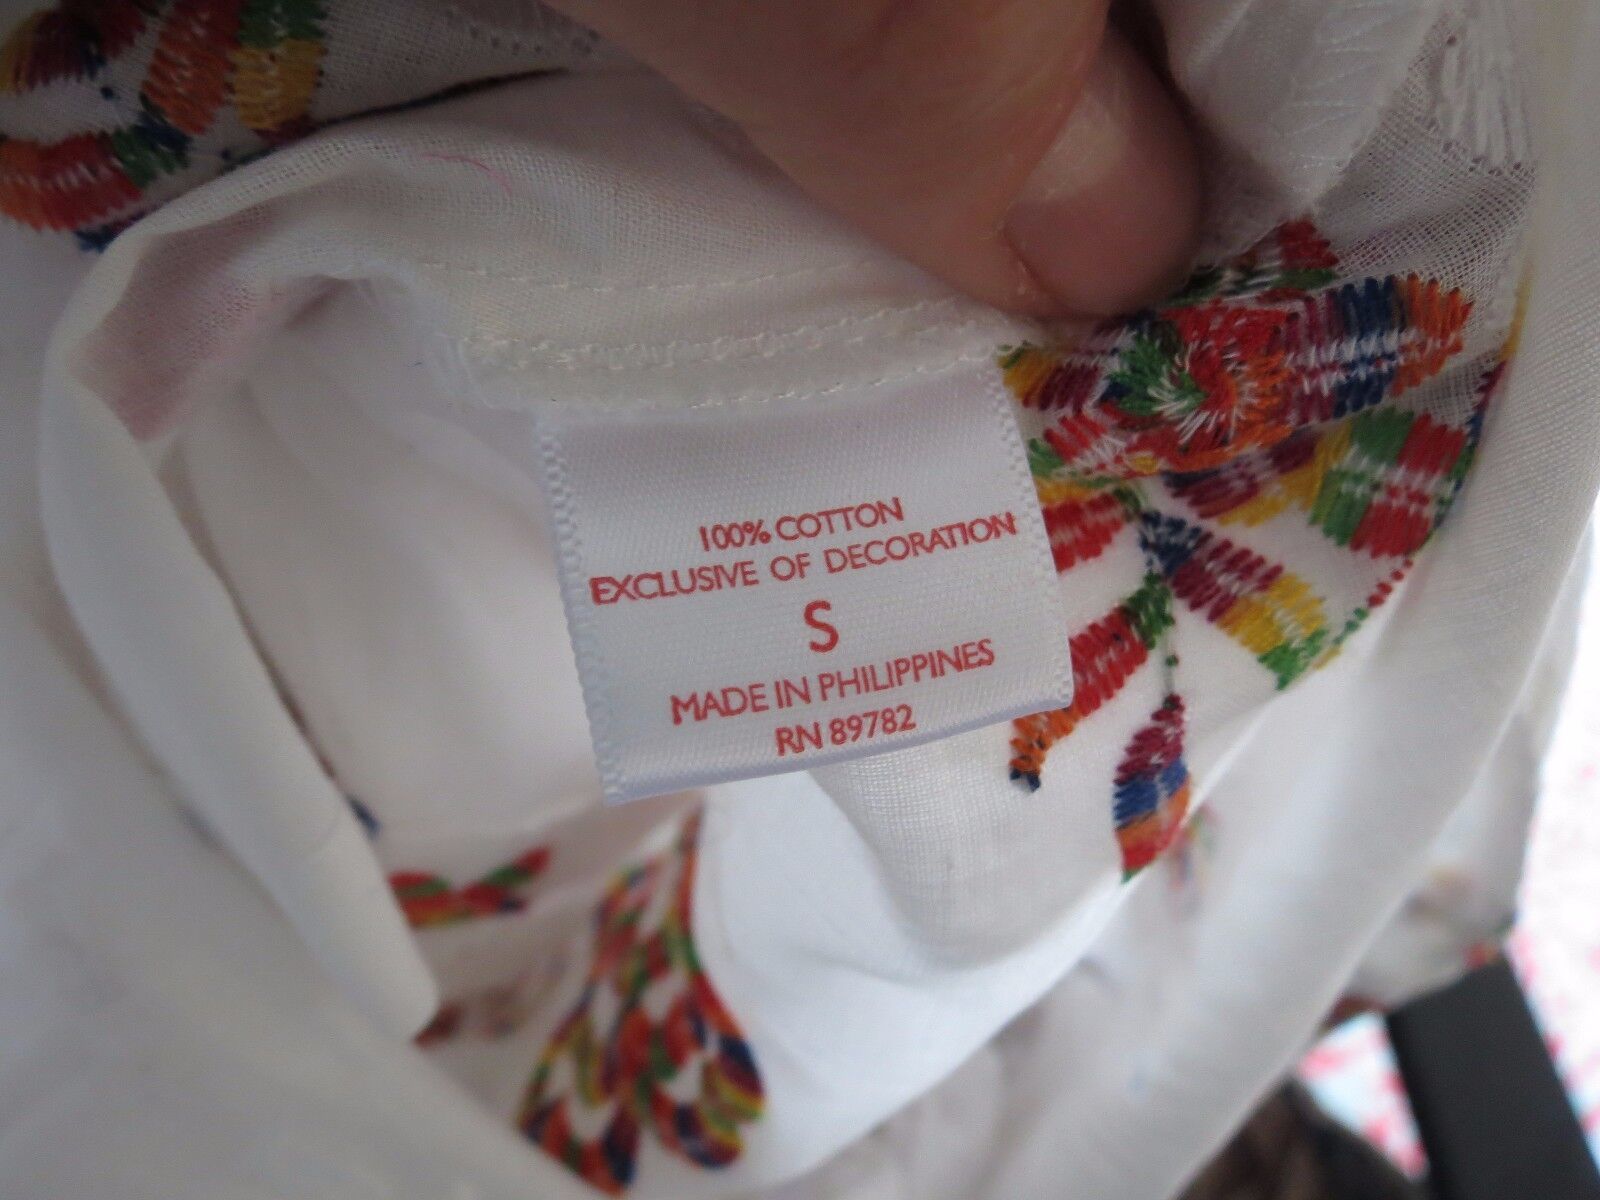 100% COTTON
EXCLUSIVE OF DECORATION
S
MADE IN PHILIPPINES
RN 89782